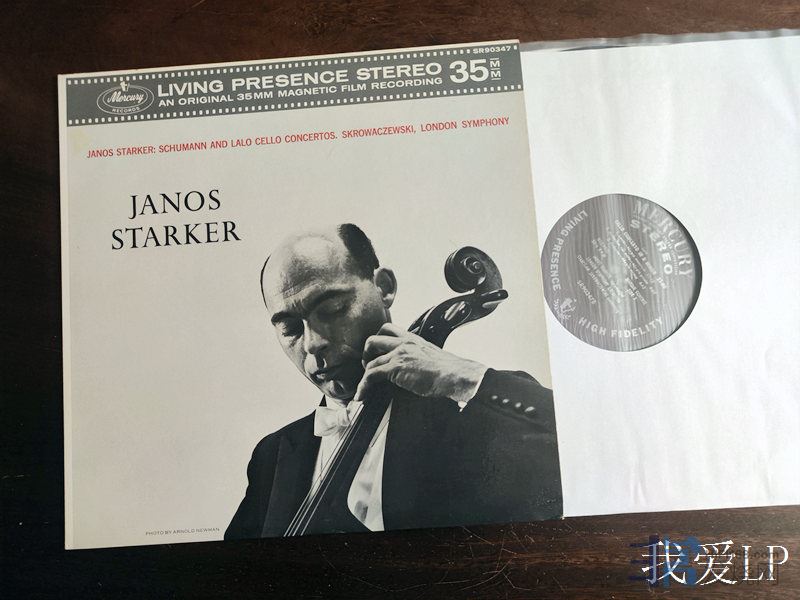 SR90347
Mercury
RECORDS
LIVING PRESENCE STEREO 35 MM
AN ORIGINAL 35MM MAGNETIC FILM RECORDING
JANOS STARKER: SCHUMANN AND LALO CELLO CONCERTOS. SKROWACZEWSKI, LONDON SYMPHONY
JANOS
STARKER
PHOTO BY ARNOLD NEWMAN
MERCURY
STEREO
LIVING PRESENCE
HIGH FIDELITY
我爱LP